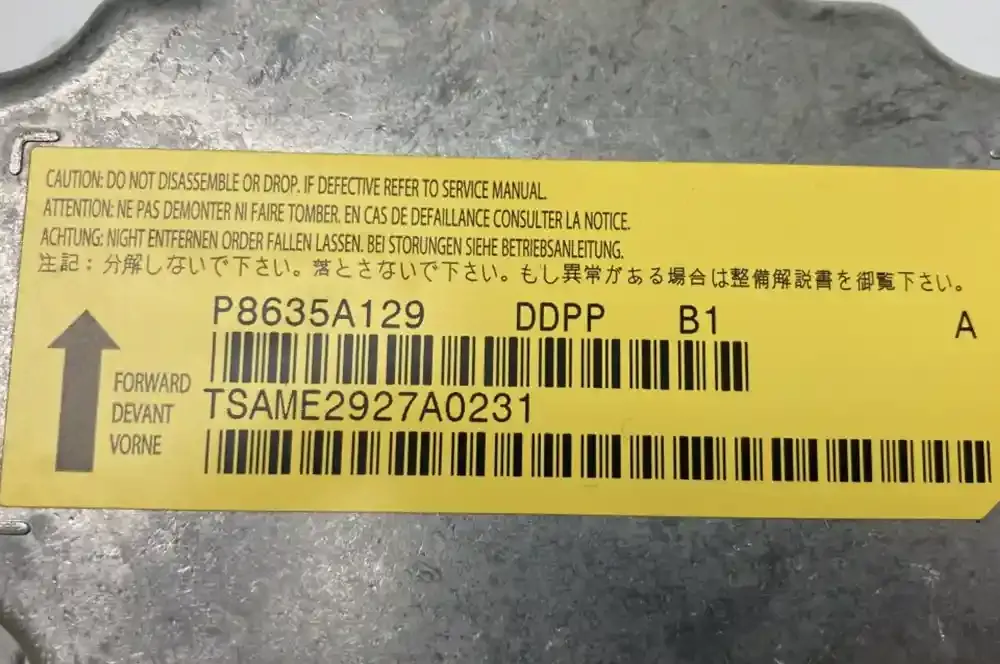 CAUTION: DO NOT DISASSEMBLE OR DROP. IF DEFECTIVE REFER TO SERVICE MANUAL.
ATTENTION: NE PAS DEMONTER NI FAIRE TOMBER. EN CAS DE DEFAILLANCE CONSULTER LA NOTICE.
ACHTUNG: NIGHT ENTFERNEN ORDER FALLEN LASSEN. BEI STORUNGEN SIEHE BETRIEBSANLEITUNG.
注記：分解しないで下さい。落とさないで下さい。もし異常がある場合は整備解説書を御覧下さい。
P8635A129 DDPP B1 A
FORWARD
DEVANT
VORNE
TSAME2927A0231